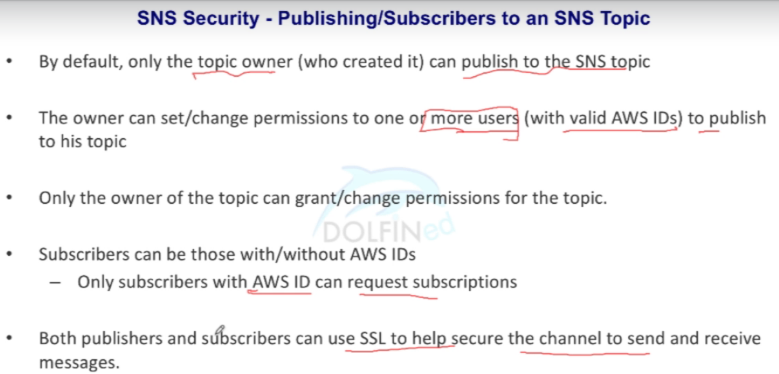 SNS Security - Publishing/Subscribers to an SNS Topic
• By default, only the topic owner (who created it) can publish to the SNS topic
• The owner can set/change permissions to one or more users (with valid AWS IDs) to publish
to his topic
• Only the owner of the topic can grant/change permissions for the topic.
DOLFINed
• Subscribers can be those with/without AWS IDs
– Only subscribers with AWS ID can request subscriptions
• Both publishers and subscribers can use SSL to help secure the channel to send and receive
messages.